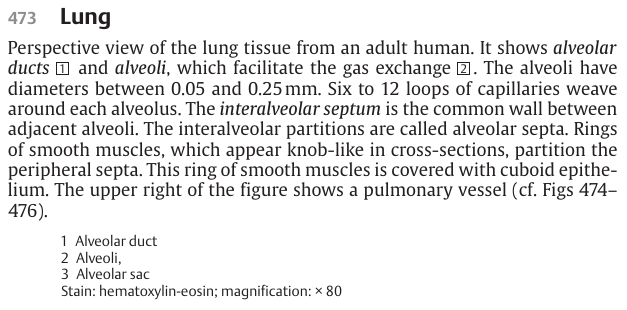 473 Lung
Perspective view of the lung tissue from an adult human. It shows alveolar
ducts 1 and alveoli, which facilitate the gas exchange 2. The alveoli have
diameters between 0.05 and 0.25 mm. Six to 12 loops of capillaries weave
around each alveolus. The interalveolar septum is the common wall between
adjacent alveoli. The interalveolar partitions are called alveolar septa. Rings
of smooth muscles, which appear knob-like in cross-sections, partition the
peripheral septa. This ring of smooth muscles is covered with cuboid epithe-
lium. The upper right of the figure shows a pulmonary vessel (cf. Figs 474–
476).
1 Alveolar duct
2 Alveoli,
3 Alveolar sac
Stain: hematoxylin-eosin; magnification: × 80